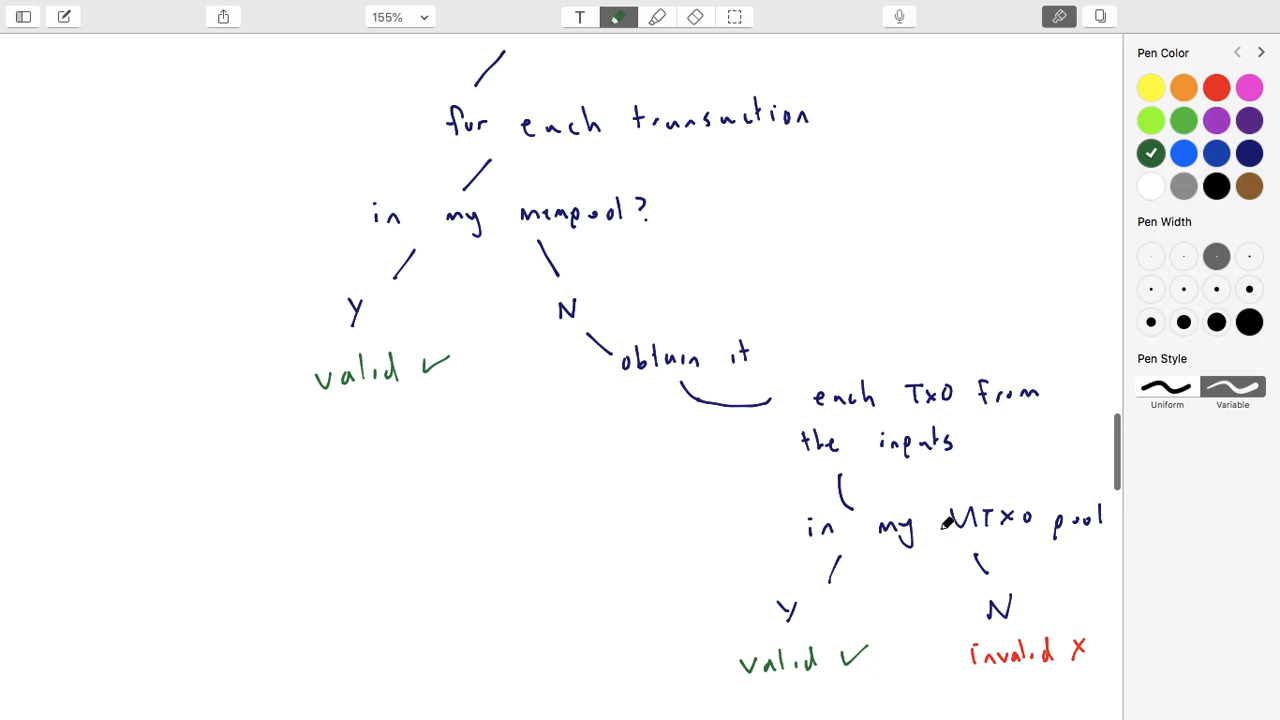 155%
T
Pen Color
for each transaction
in my mempool?
Y
N
Pen Width
valid ✓
obtain it
Pen Style
Uniform
Variable
each TXO from
the inputs
in my UTXO pool
Y
N
valid ✓
invalid X